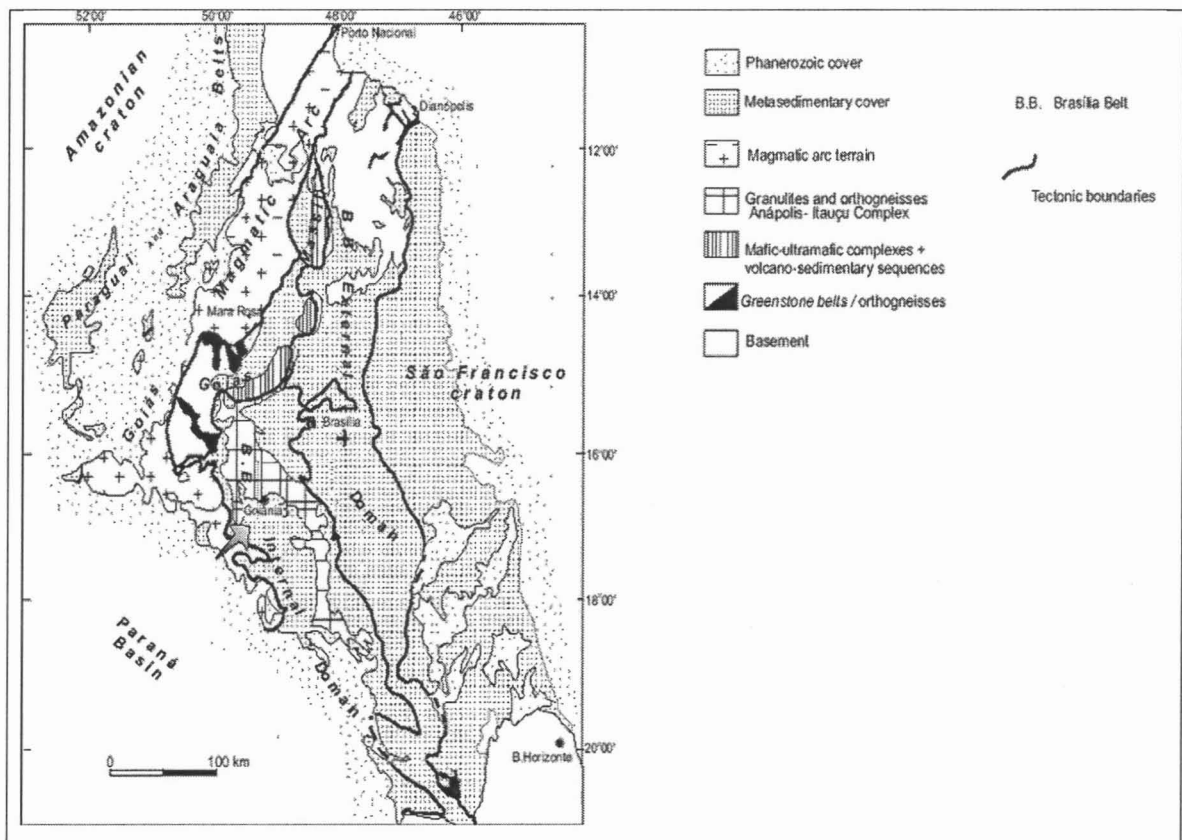 52°00'
50°00'
48°00'
46°00'
Porto Nacional
Amazonian
craton
Paraguai and Araguaia Belts
Dianópolis
12°00'
Goiás Magmatic Arc
Goiás Massif
B.B. External Domain
Mara Rosa
14°00'
São Francisco
craton
Brasília
B.B. Internal Domain
16°00'
Goiânia
18°00'
Paraná
Basin
0 100 km
B.Horizonte
20°00'
Phanerozoic cover
Metasedimentary cover
B.B. Brasília Belt
Magmatic arc terrain
Granulites and orthogneisses
Anápolis- Itauçu Complex
Tectonic boundaries
Mafic-ultramafic complexes +
volcano-sedimentary sequences
Greenstone belts / orthogneisses
Basement